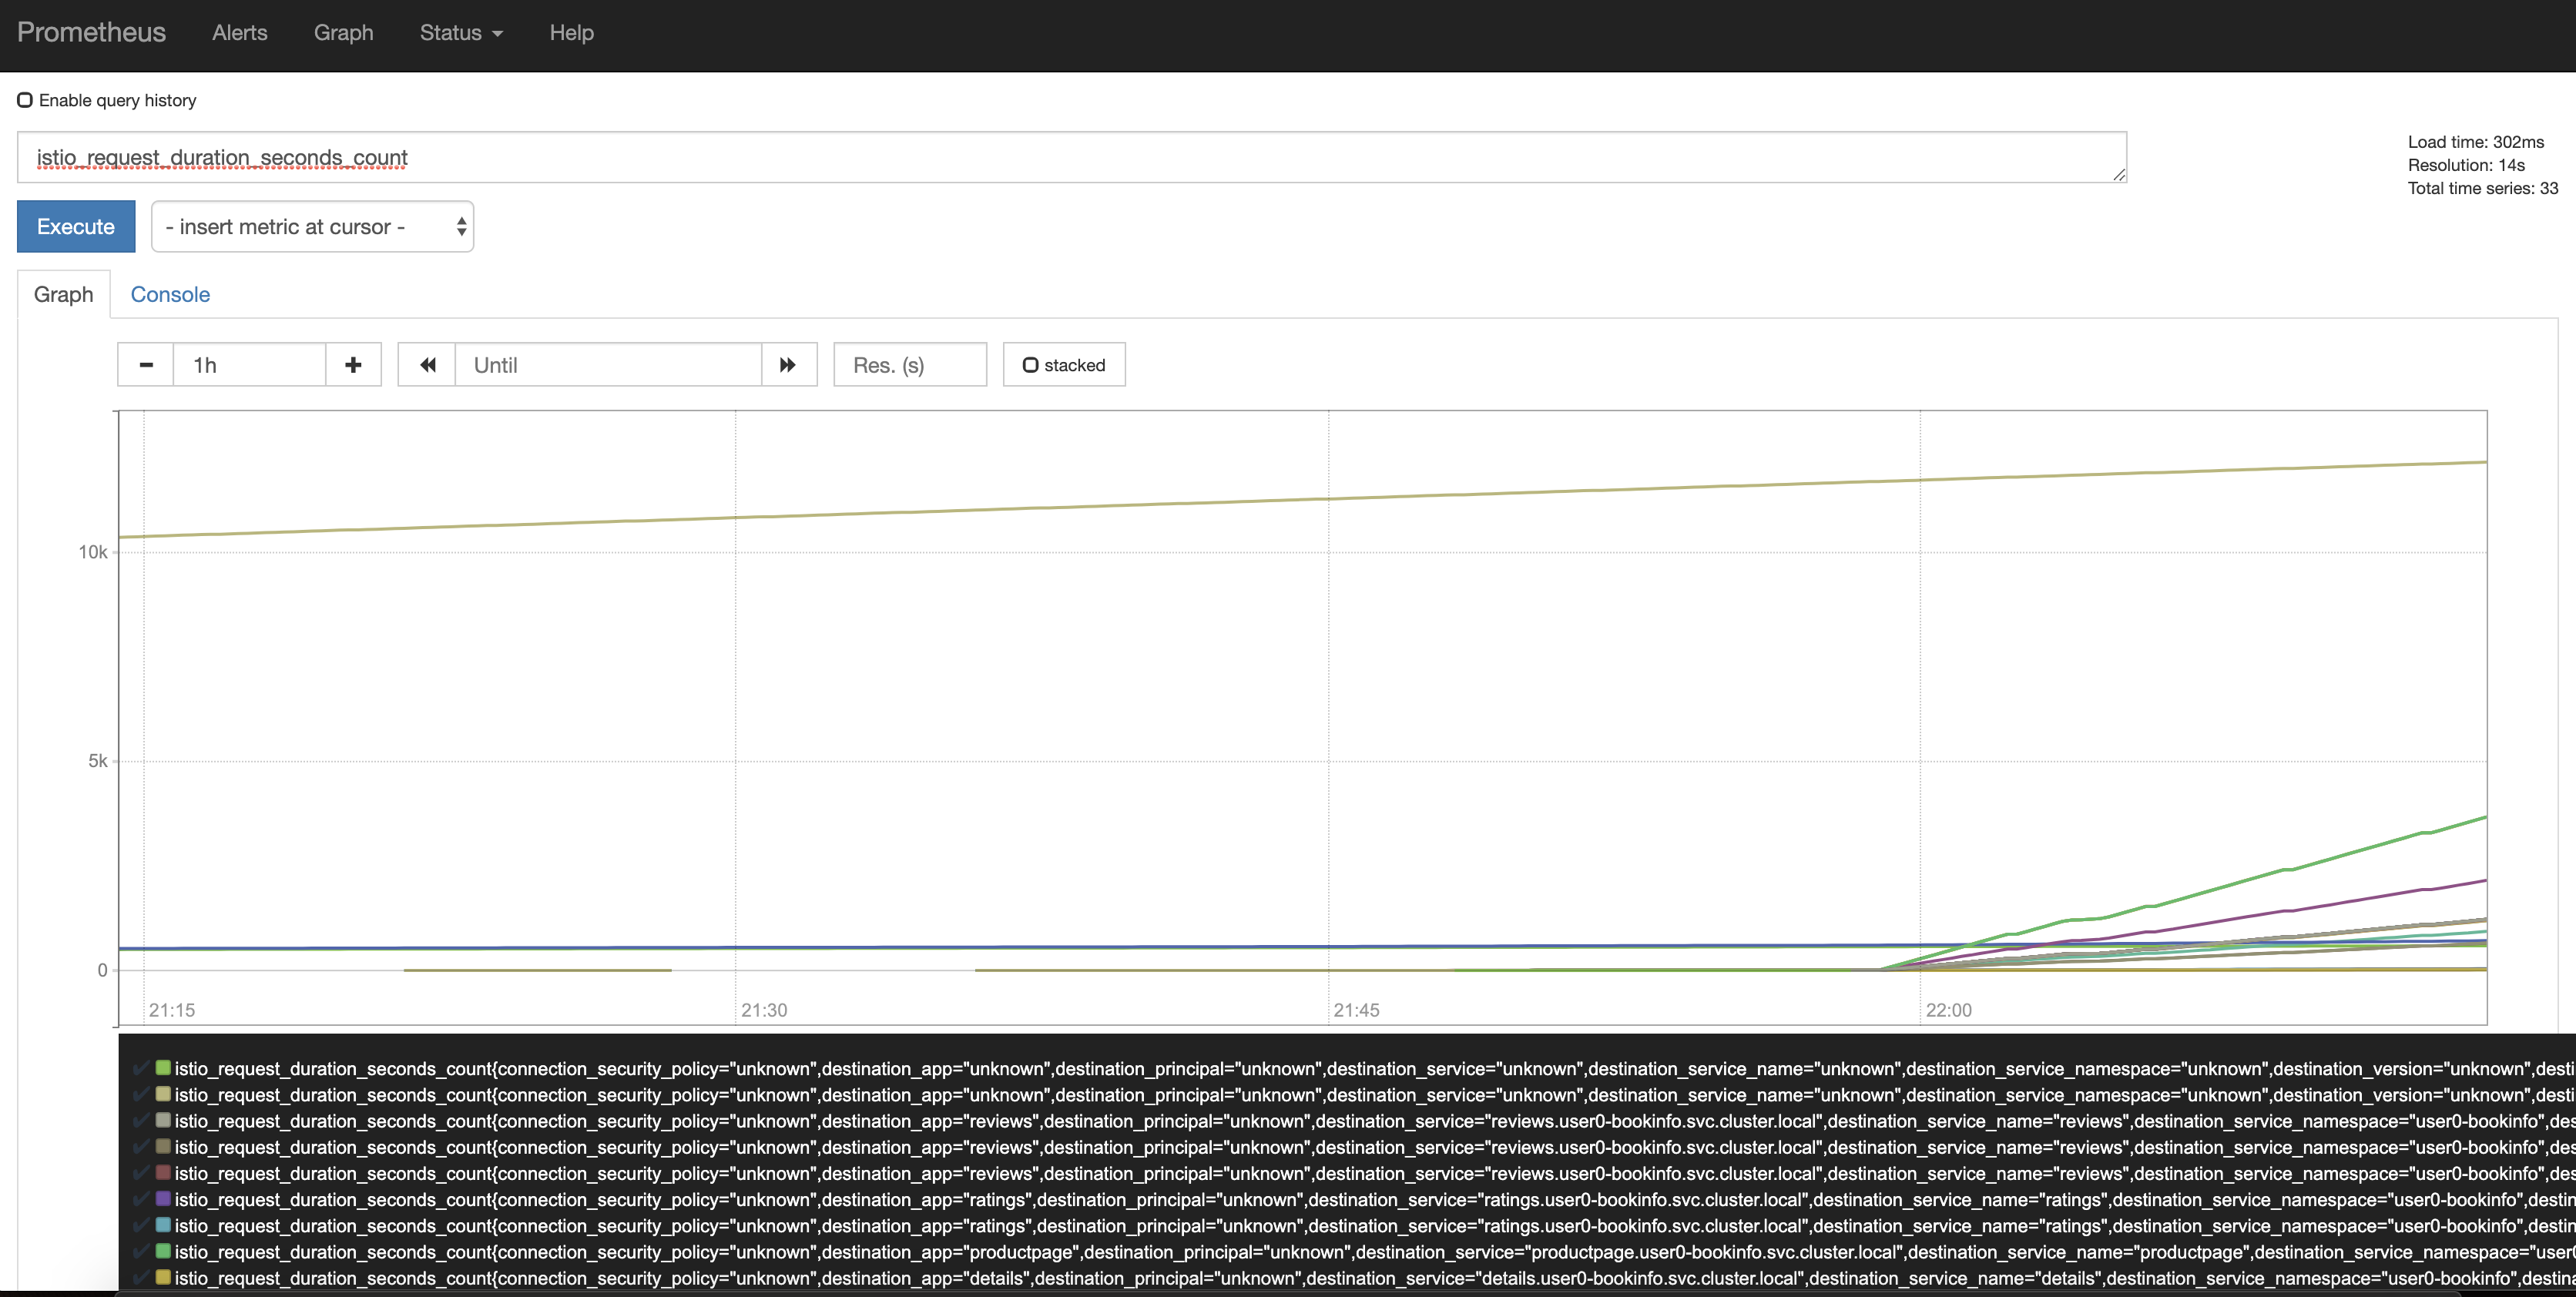 Prometheus Alerts Graph Status Help
Enable query history
istio_request_duration_seconds_count
Load time: 302ms
Resolution: 14s
Total time series: 33
Execute - insert metric at cursor -
Graph Console
1h Until Res. (s) stacked
10k
5k
0
21:15 21:30 21:45 22:00
istio_request_duration_seconds_count{connection_security_policy="unknown",destination_app="unknown",destination_principal="unknown",destination_service="unknown",destination_service_name="unknown",destination_service_namespace="unknown",destination_version="unknown",desti
istio_request_duration_seconds_count{connection_security_policy="unknown",destination_app="unknown",destination_principal="unknown",destination_service="unknown",destination_service_name="unknown",destination_service_namespace="unknown",destination_version="unknown",desti
istio_request_duration_seconds_count{connection_security_policy="unknown",destination_app="reviews",destination_principal="unknown",destination_service="reviews.user0-bookinfo.svc.cluster.local",destination_service_name="reviews",destination_service_namespace="user0-bookinfo",des
istio_request_duration_seconds_count{connection_security_policy="unknown",destination_app="reviews",destination_principal="unknown",destination_service="reviews.user0-bookinfo.svc.cluster.local",destination_service_name="reviews",destination_service_namespace="user0-bookinfo",des
istio_request_duration_seconds_count{connection_security_policy="unknown",destination_app="reviews",destination_principal="unknown",destination_service="reviews.user0-bookinfo.svc.cluster.local",destination_service_name="reviews",destination_service_namespace="user0-bookinfo",des
istio_request_duration_seconds_count{connection_security_policy="unknown",destination_app="ratings",destination_principal="unknown",destination_service="ratings.user0-bookinfo.svc.cluster.local",destination_service_name="ratings",destination_service_namespace="user0-bookinfo",destin
istio_request_duration_seconds_count{connection_security_policy="unknown",destination_app="ratings",destination_principal="unknown",destination_service="ratings.user0-bookinfo.svc.cluster.local",destination_service_name="ratings",destination_service_namespace="user0-bookinfo",destin
istio_request_duration_seconds_count{connection_security_policy="unknown",destination_app="productpage",destination_principal="unknown",destination_service="productpage.user0-bookinfo.svc.cluster.local",destination_service_name="productpage",destination_service_namespace="user0
istio_request_duration_seconds_count{connection_security_policy="unknown",destination_app="details",destination_principal="unknown",destination_service="details.user0-bookinfo.svc.cluster.local",destination_service_name="details",destination_service_namespace="user0-bookinfo",destina